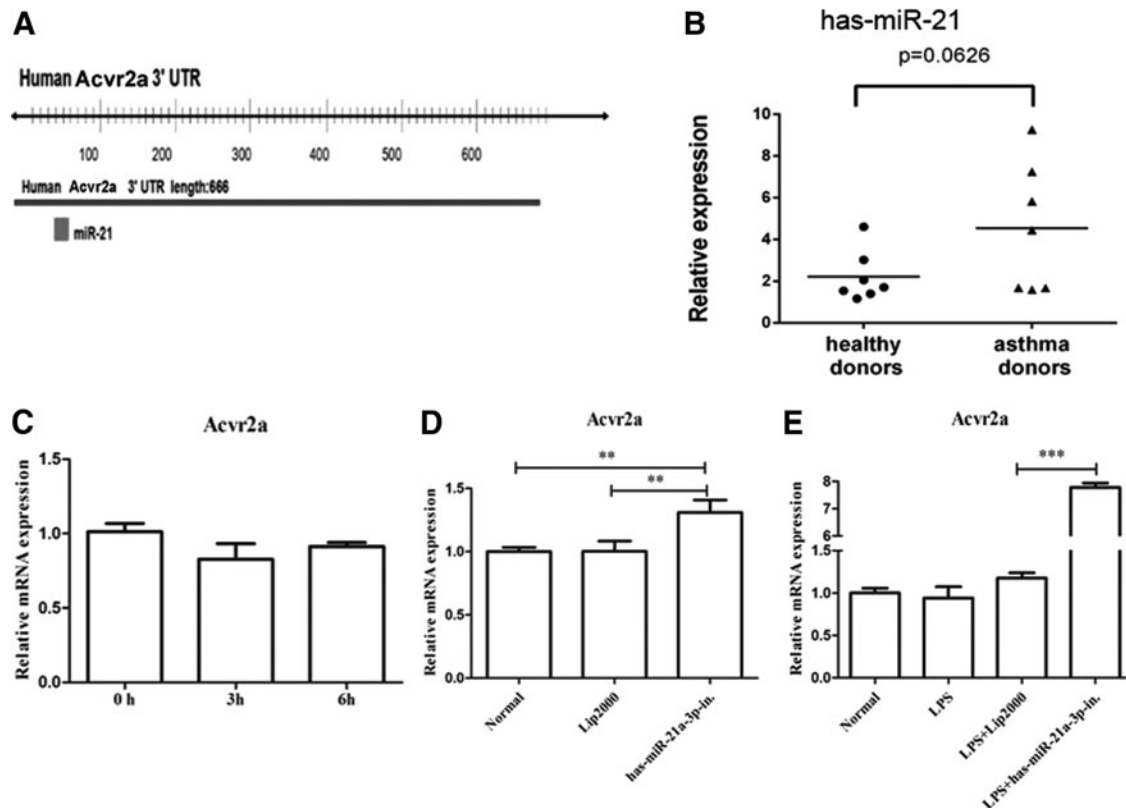 A
Human Acvr2a 3' UTR
100 200 300 400 500 600
Human Acvr2a 3' UTR length:666
miR-21
B
has-miR-21
p=0.0626
Relative expression
10
8
6
4
2
0
healthy donors
asthma donors
C
Acvr2a
Relative mRNA expression
1.5
1.0
0.5
0.0
0 h 3h 6h
D
Acvr2a
**
**
Relative mRNA expression
1.5
1.0
0.5
0.0
Normal
Lip2000
has-miR-21a-3p-in.
E
Acvr2a
***
Relative mRNA expression
8
7
6
1.5
1.0
0.5
0.0
Normal
LPS
LPS+Lip2000
LPS+has-miR-21a-3p-in.